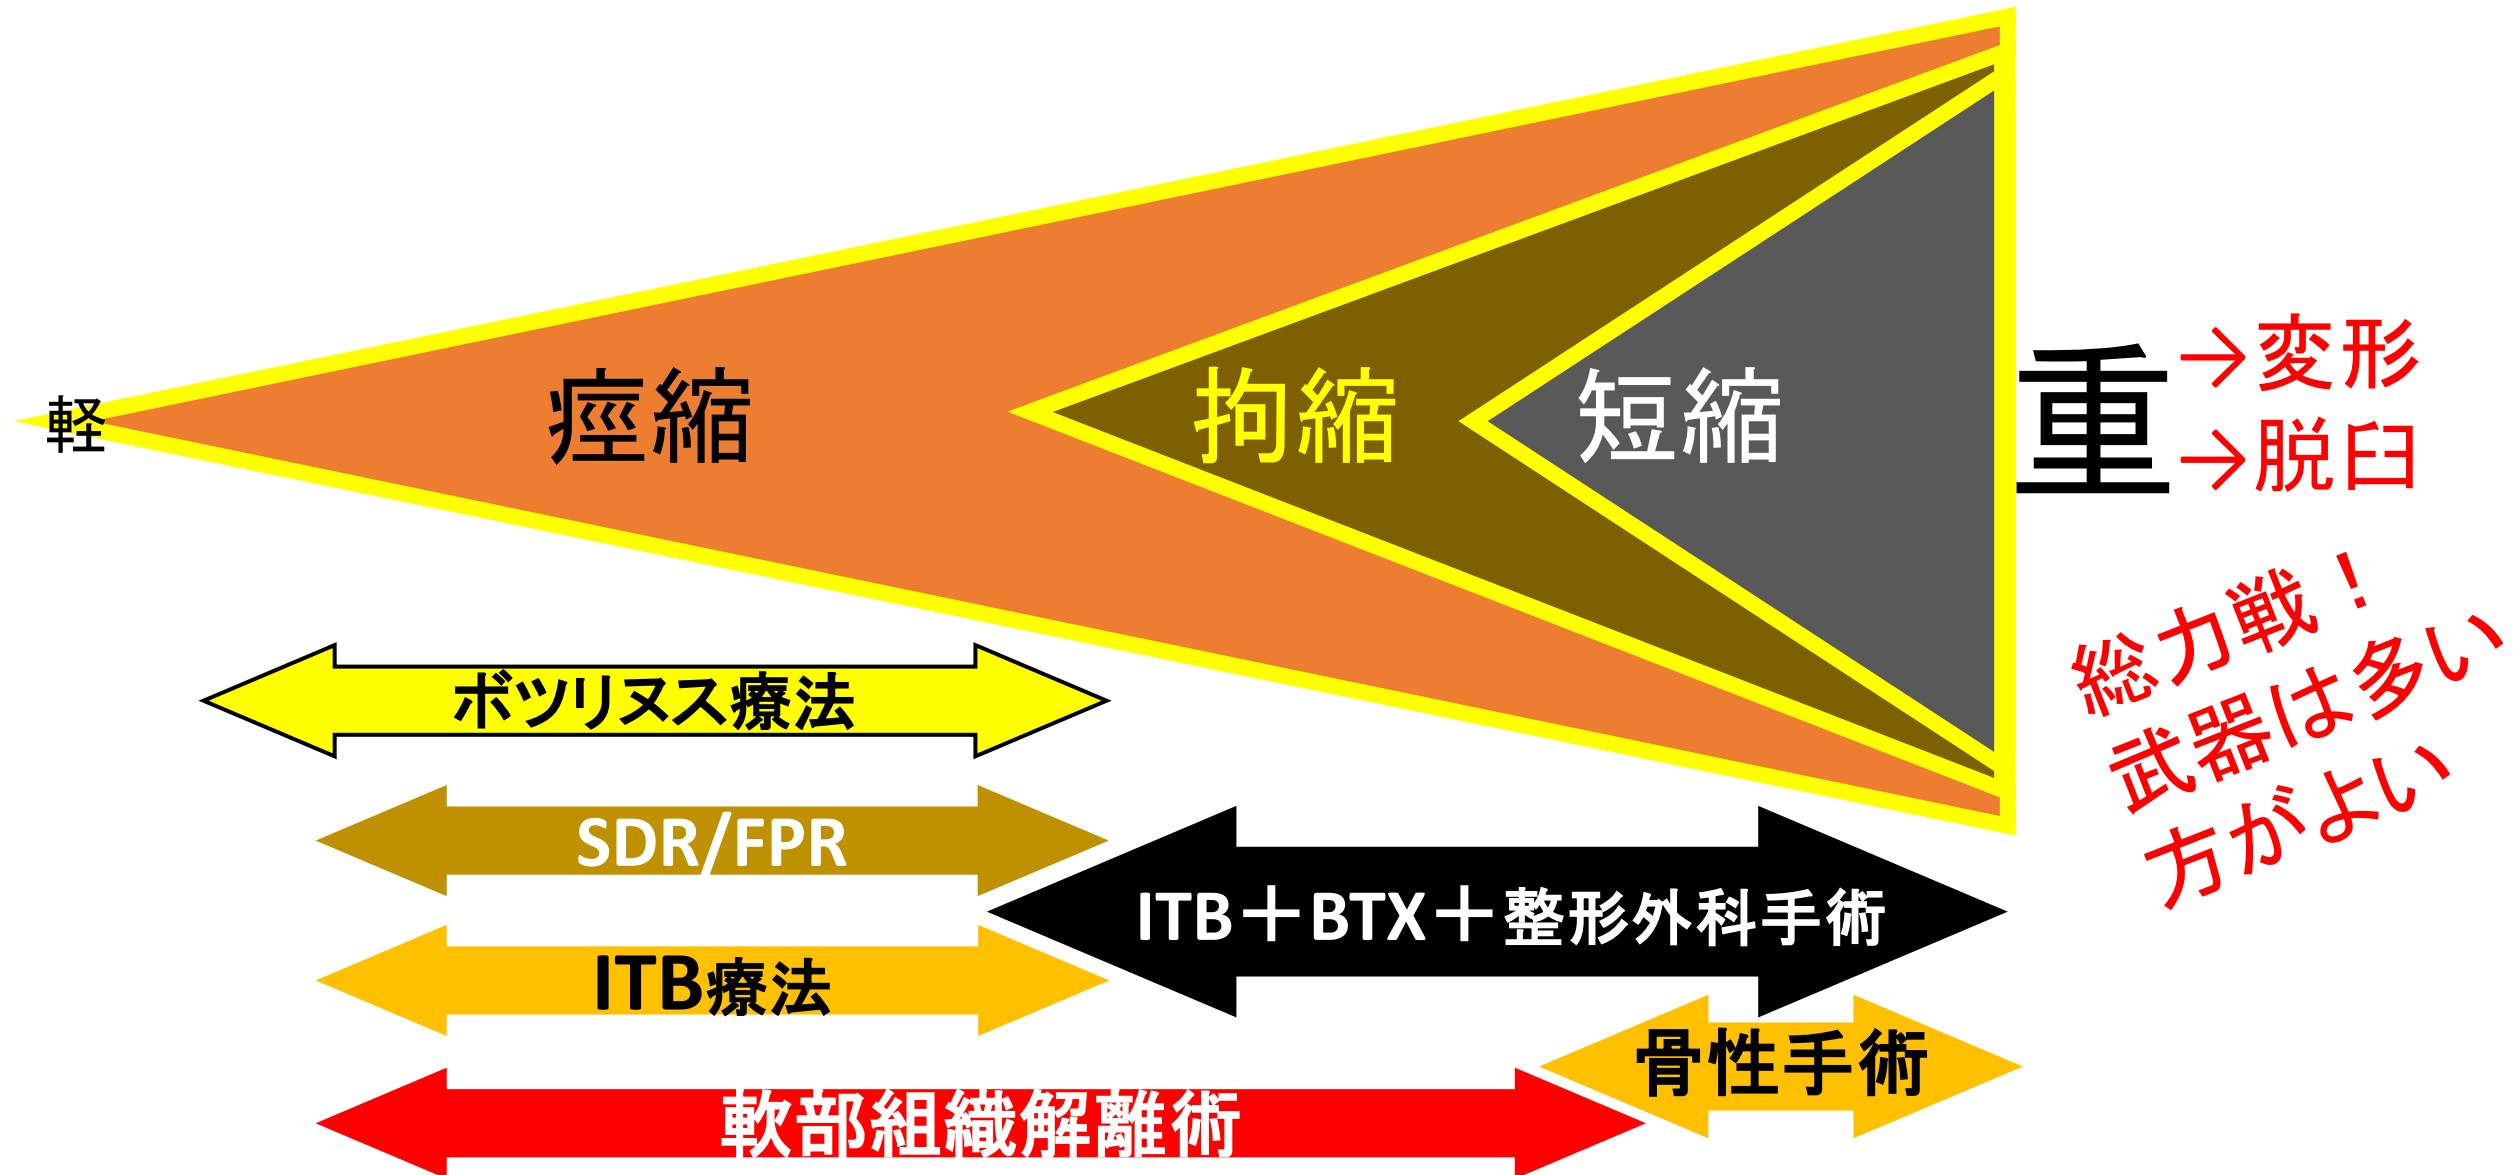 軽
痙縮
拘縮
短縮
重
→変形
→脱臼
総力戦！
武器は多い、
力がよい、
ボツリヌス療法
SDR/FPR
ITB＋BTX＋整形外科手術
ITB療法
骨性手術
軟部組織解離術